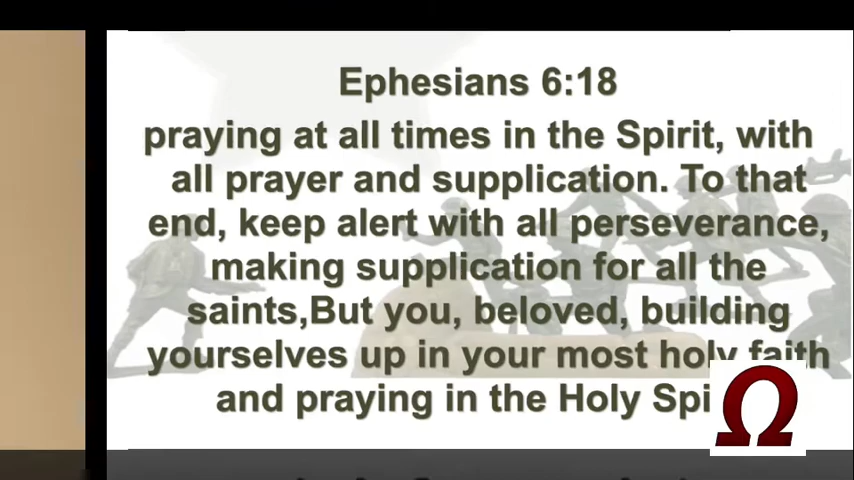 Ephesians 6:18
praying at all times in the Spirit, with
all prayer and supplication. To that
end, keep alert with all perseverance,
making supplication for all the
saints,But you, beloved, building
yourselves up in your most holy faith
and praying in the Holy
Ω